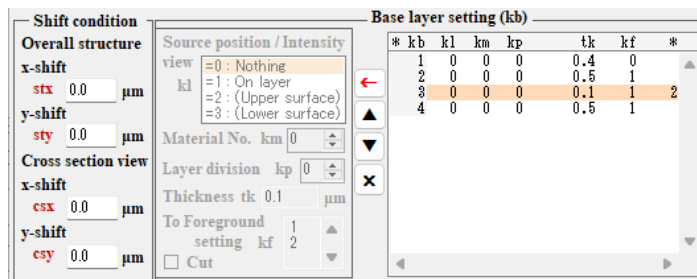 Shift condition
Overall structure
x-shift
stx 0.0 μm
y-shift
sty 0.0 μm
Cross section view
x-shift
csx 0.0 μm
y-shift
csy 0.0 μm
Source position / Intensity
view
kl
=0 : Nothing
=1 : On layer
=2 : (Upper surface)
=3 : (Lower surface)
Material No. km 0
Layer division kp 0
Thickness tk 0.1 μm
To Foreground
setting kf
1
2
Cut
Base layer setting (kb)
* kb kl km kp tk kf *
1 0 0 0 0.4 0
2 0 0 0 0.5 1
3 0 0 0 0.1 1 2
4 0 0 0 0.5 1